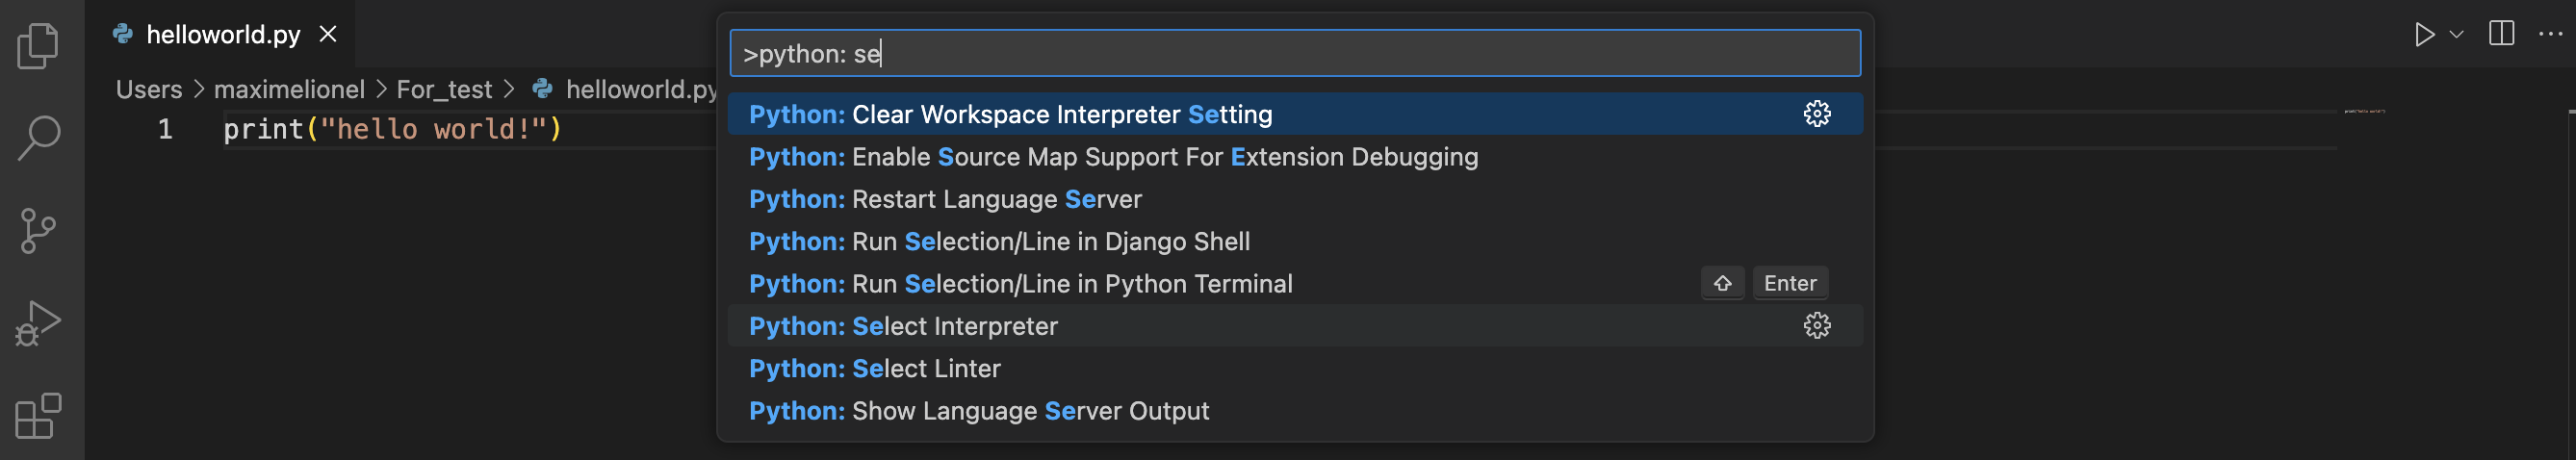 helloworld.py
>python: se
Users > maximelionel > For_test > helloworld.py
1 print("hello world!")
Python: Clear Workspace Interpreter Setting
Python: Enable Source Map Support For Extension Debugging
Python: Restart Language Server
Python: Run Selection/Line in Django Shell
Python: Run Selection/Line in Python Terminal Enter
Python: Select Interpreter
Python: Select Linter
Python: Show Language Server Output